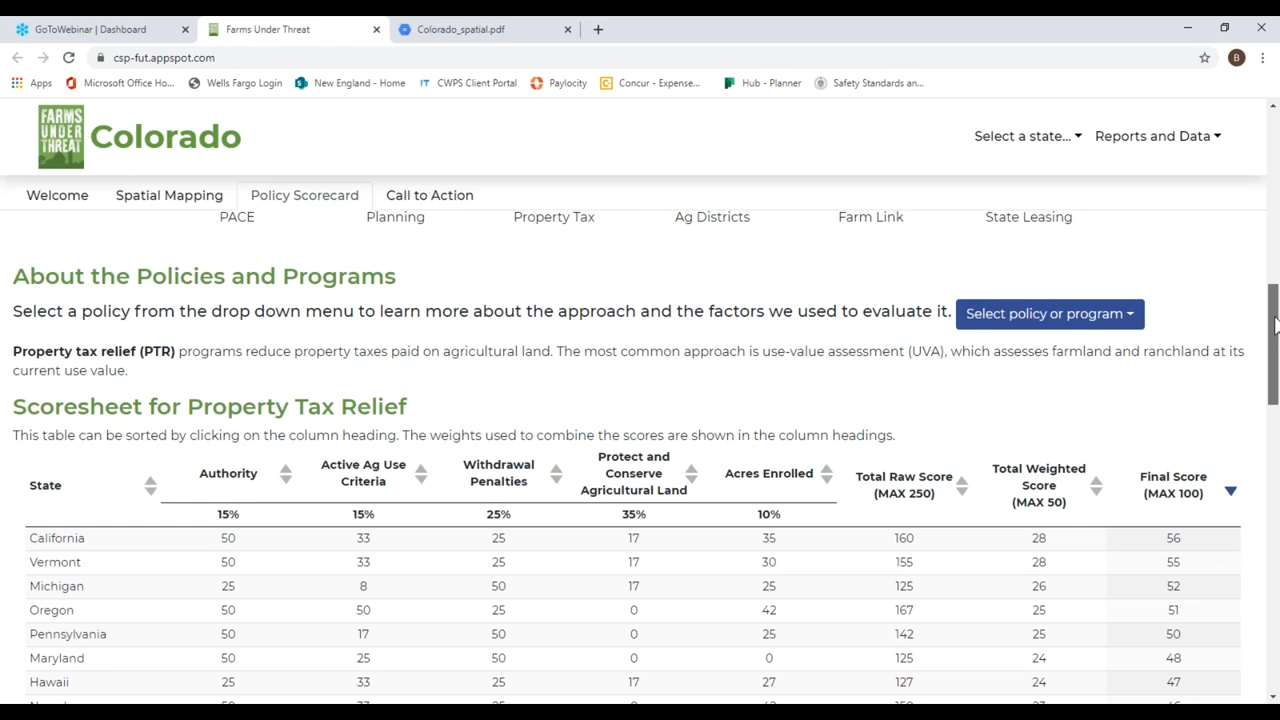 GoToWebinar | Dashboard
Farms Under Threat
Colorado_spatial.pdf
csp-fut.appspot.com
B
Apps
Microsoft Office Ho...
Wells Fargo Login
New England - Home
IT CWPS Client Portal
Paylocity
Concur - Expense...
Hub - Planner
Safety Standards an...
FARMS
UNDER
THREAT
Colorado
Select a state...
Reports and Data
Welcome
Spatial Mapping
Policy Scorecard
Call to Action
PACE Planning Property Tax Ag Districts Farm Link State Leasing
About the Policies and Programs
Select a policy from the drop down menu to learn more about the approach and the factors we used to evaluate it. Select policy or program
Property tax relief (PTR) programs reduce property taxes paid on agricultural land. The most common approach is use-value assessment (UVA), which assesses farmland and ranchland at its
current use value.
Scoresheet for Property Tax Relief
This table can be sorted by clicking on the column heading. The weights used to combine the scores are shown in the column headings.
State
Authority
Active Ag Use
Criteria
Withdrawal
Penalties
Protect and
Conserve
Agricultural Land
Acres Enrolled
Total Raw Score
(MAX 250)
Total Weighted
Score
(MAX 50)
Final Score
(MAX 100)
15% 15% 25% 35% 10%
California 50 33 25 17 35 160 28 56
Vermont 50 33 25 17 30 155 28 55
Michigan 25 8 50 17 25 125 26 52
Oregon 50 50 25 0 42 167 25 51
Pennsylvania 50 17 50 0 25 142 25 50
Maryland 50 25 50 0 0 125 24 48
Hawaii 25 33 25 17 27 127 24 47